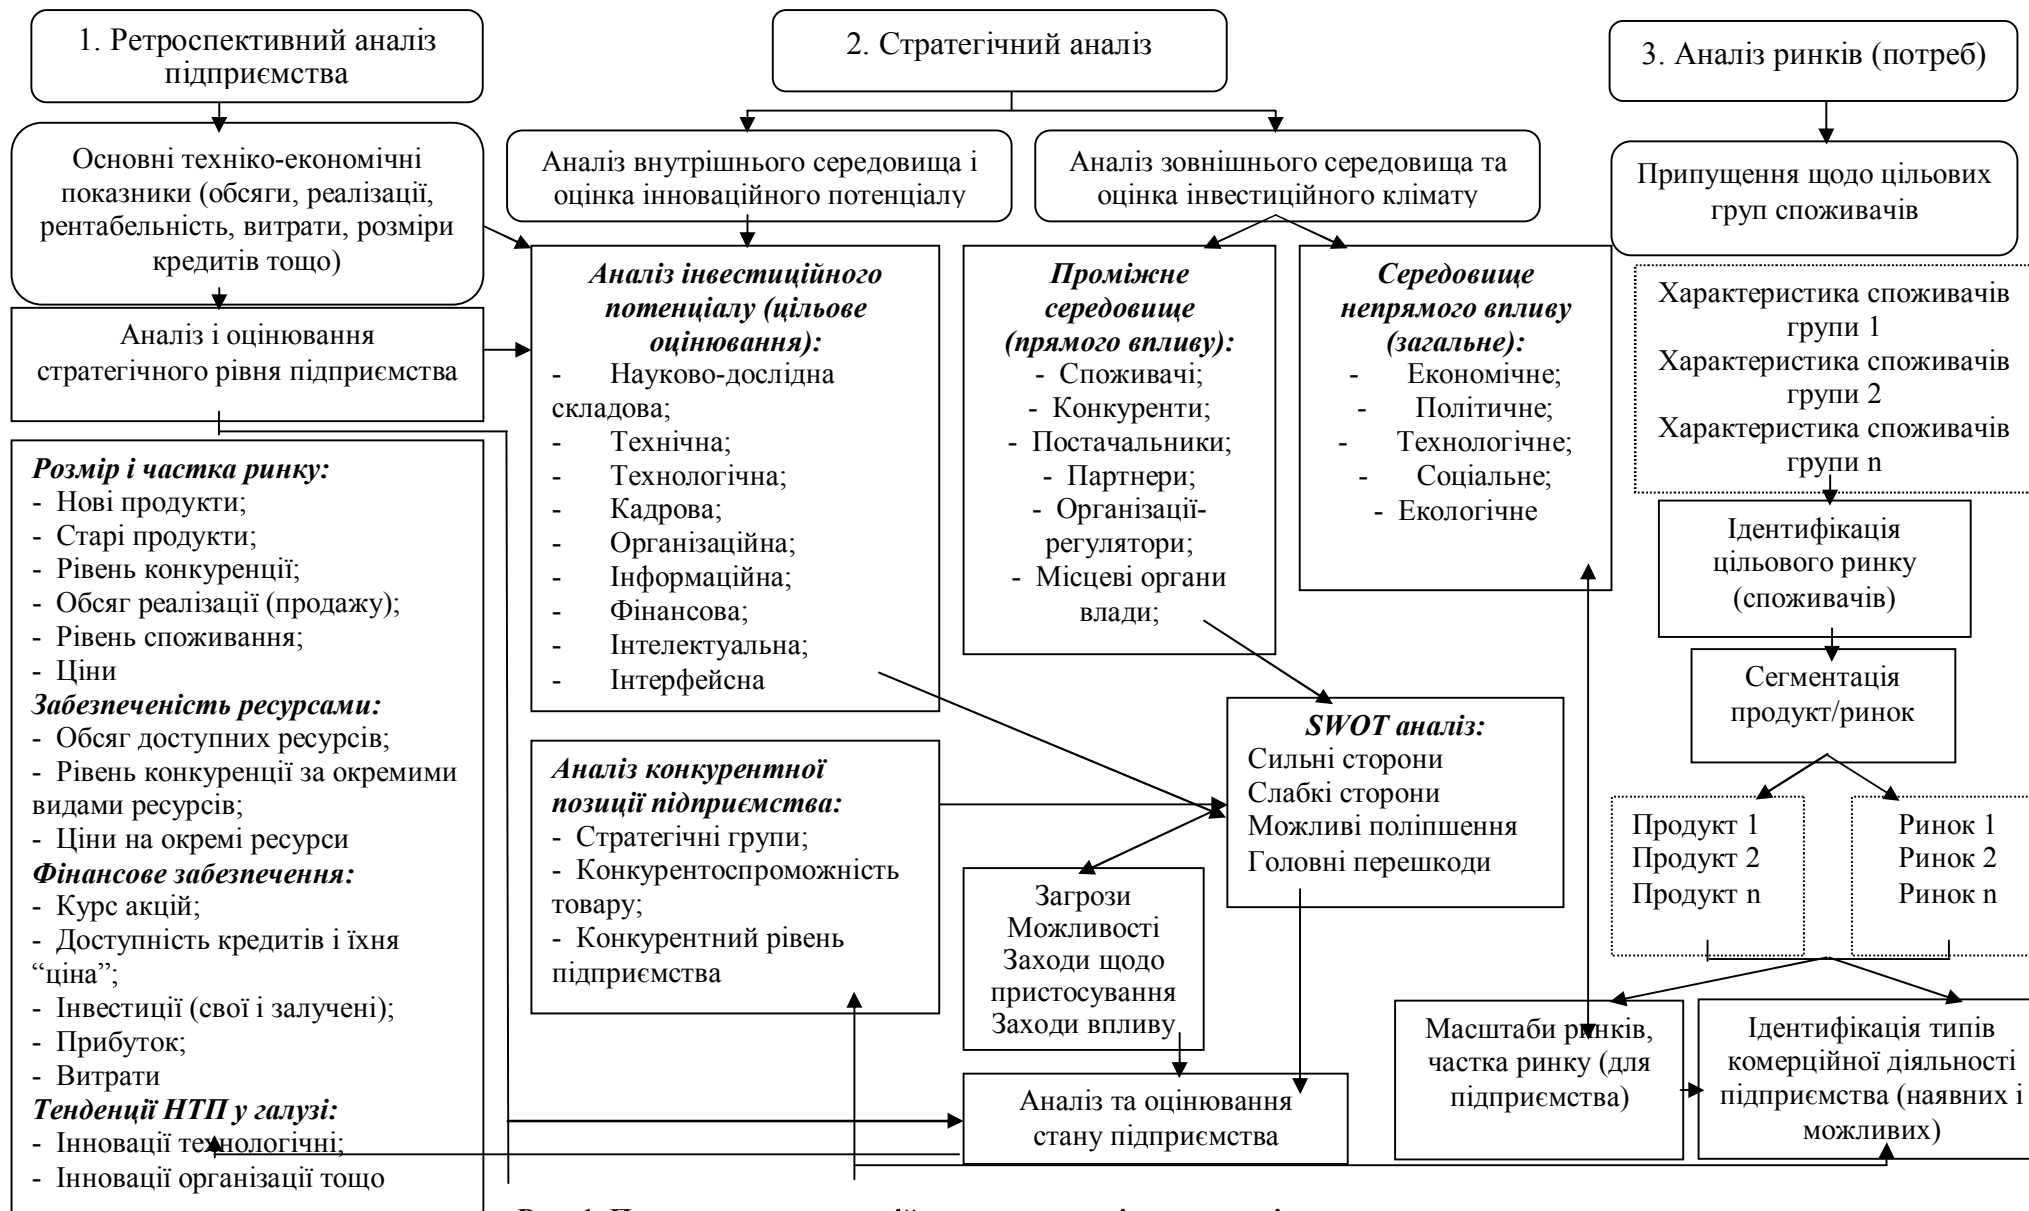 1. Ретроспективний аналіз
підприємства
Основні техніко-економічні
показники (обсяги, реалізації,
рентабельність, витрати, розміри
кредитів тощо)
Аналіз і оцінювання
стратегічного рівня підприємства
Розмір і частка ринку:
- Нові продукти;
- Старі продукти;
- Рівень конкуренції;
- Обсяг реалізації (продажу);
- Рівень споживання;
- Ціни
Забезпеченість ресурсами:
- Обсяг доступних ресурсів;
- Рівень конкуренції за окремими
видами ресурсів;
- Ціни на окремі ресурси
Фінансове забезпечення:
- Курс акцій;
- Доступність кредитів і їхня
“ціна”;
- Інвестиції (свої і залучені);
- Прибуток;
- Витрати
Тенденції НТП у галузі:
- Інновації технологічні;
- Інновації організації тощо
2. Стратегічний аналіз
Аналіз внутрішнього середовища і
оцінка інноваційного потенціалу
Аналіз зовнішнього середовища та
оцінка інвестиційного клімату
Аналіз інвестиційного
потенціалу (цільове
оцінювання):
- Науково-дослідна
складова;
- Технічна;
- Технологічна;
- Кадрова;
- Організаційна;
- Інформаційна;
- Фінансова;
- Інтелектуальна;
- Інтерфейсна
Проміжне
середовище
(прямого впливу):
- Споживачі;
- Конкуренти;
- Постачальники;
- Партнери;
- Організації-
регулятори;
- Місцеві органи
влади;
Середовище
непрямого впливу
(загальне):
- Економічне;
- Політичне;
- Технологічне;
- Соціальне;
- Екологічне
Аналіз конкурентної
позиції підприємства:
- Стратегічні групи;
- Конкурентоспроможність
товару;
- Конкурентний рівень
підприємства
SWOT аналіз:
Сильні сторони
Слабкі сторони
Можливі поліпшення
Головні перешкоди
Загрози
Можливості
Заходи щодо
пристосування
Заходи впливу
Аналіз та оцінювання
стану підприємства
3. Аналіз ринків (потреб)
Припущення щодо цільових
груп споживачів
Характеристика споживачів
групи 1
Характеристика споживачів
групи 2
Характеристика споживачів
групи n
Ідентифікація
цільового ринку
(споживачів)
Сегментація
продукт/ринок
Продукт 1
Продукт 2
Продукт n
Ринок 1
Ринок 2
Ринок n
Масштаби ринків,
частка ринку (для
підприємства)
Ідентифікація типів
комерційної діяльності
підприємства (наявних і
можливих)